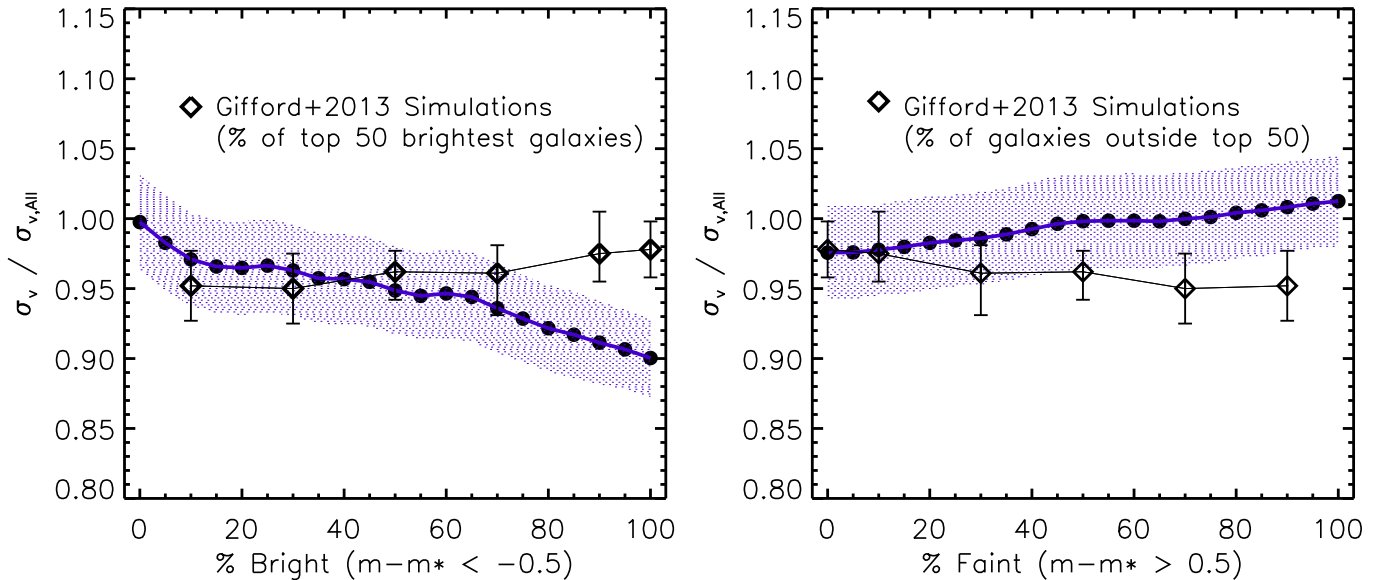 1.15
1.10
1.05
1.00
0.95
0.90
0.85
0.80
σv / σv,All
Gifford+2013 Simulations
(% of top 50 brightest galaxies)
0 20 40 60 80 100
% Bright (m−m* < −0.5)
1.15
1.10
1.05
1.00
0.95
0.90
0.85
0.80
σv / σv,All
Gifford+2013 Simulations
(% of galaxies outside top 50)
0 20 40 60 80 100
% Faint (m−m* > 0.5)